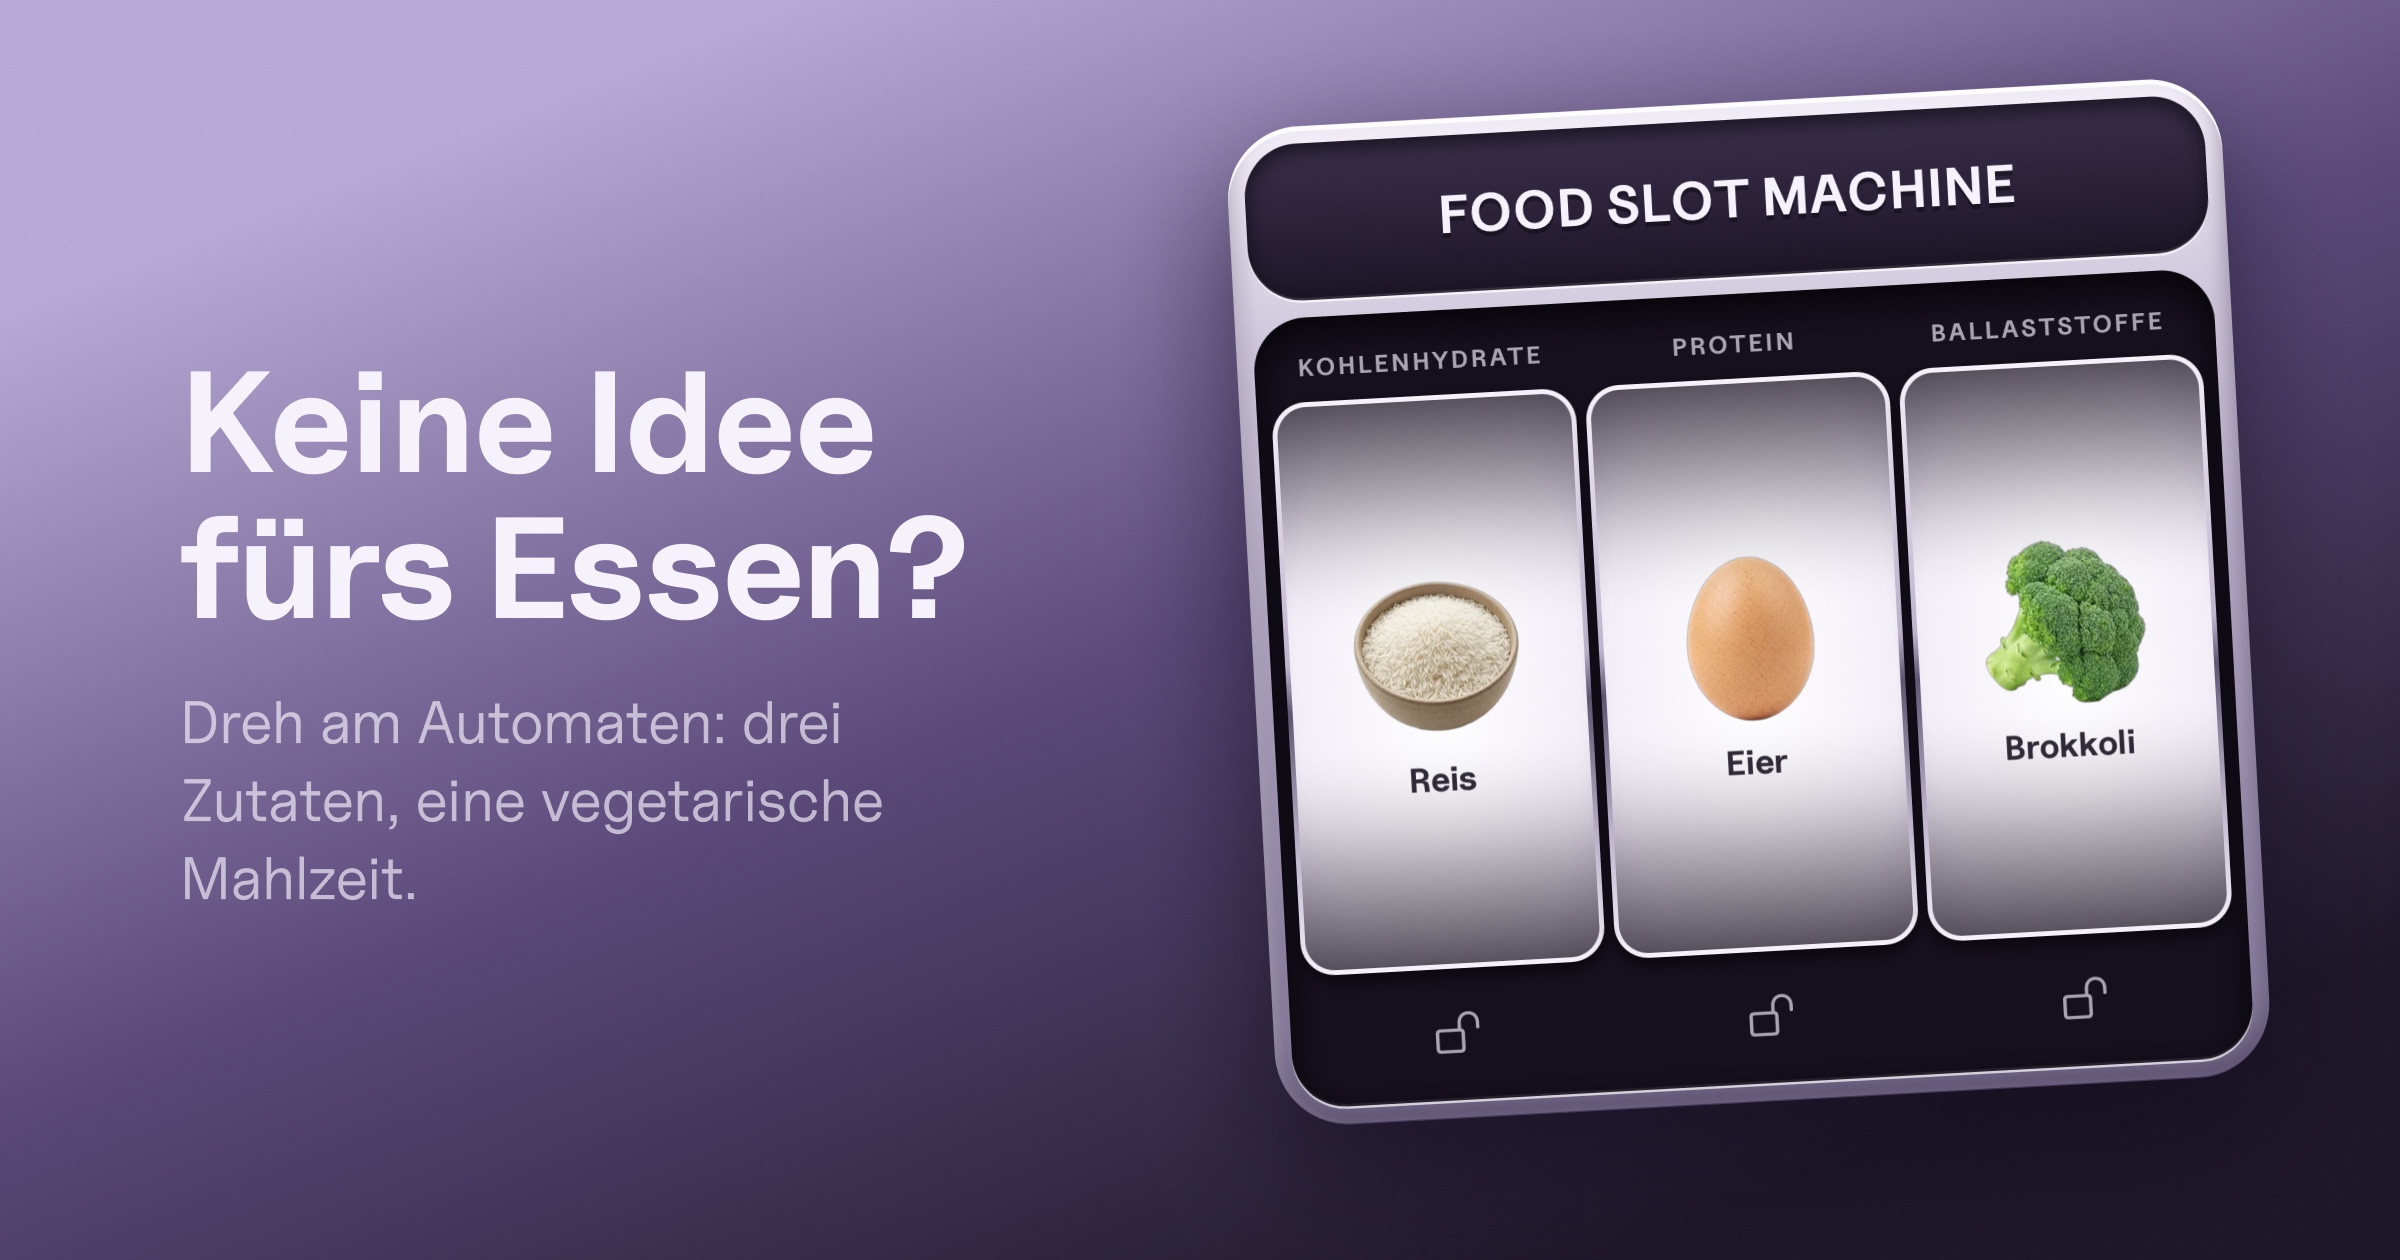 Keine Idee
fürs Essen?
Dreh am Automaten: drei
Zutaten, eine vegetarische
Mahlzeit.
FOOD SLOT MACHINE
KOHLENHYDRATE
PROTEIN
BALLASTSTOFFE
Reis
Eier
Brokkoli